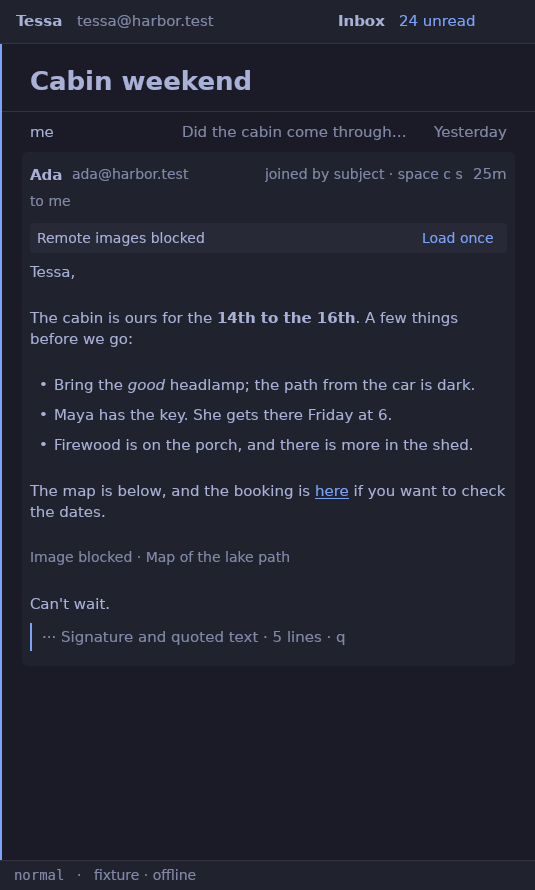 Tessa tessa@harbor.test Inbox 24 unread
Cabin weekend
me Did the cabin come through… Yesterday
Ada ada@harbor.test joined by subject · space c s 25m
to me
Remote images blocked Load once
Tessa,
The cabin is ours for the 14th to the 16th. A few things
before we go:
• Bring the good headlamp; the path from the car is dark.
• Maya has the key. She gets there Friday at 6.
• Firewood is on the porch, and there is more in the shed.
The map is below, and the booking is here if you want to check
the dates.
Image blocked · Map of the lake path
Can't wait.
··· Signature and quoted text · 5 lines · q
normal · fixture · offline